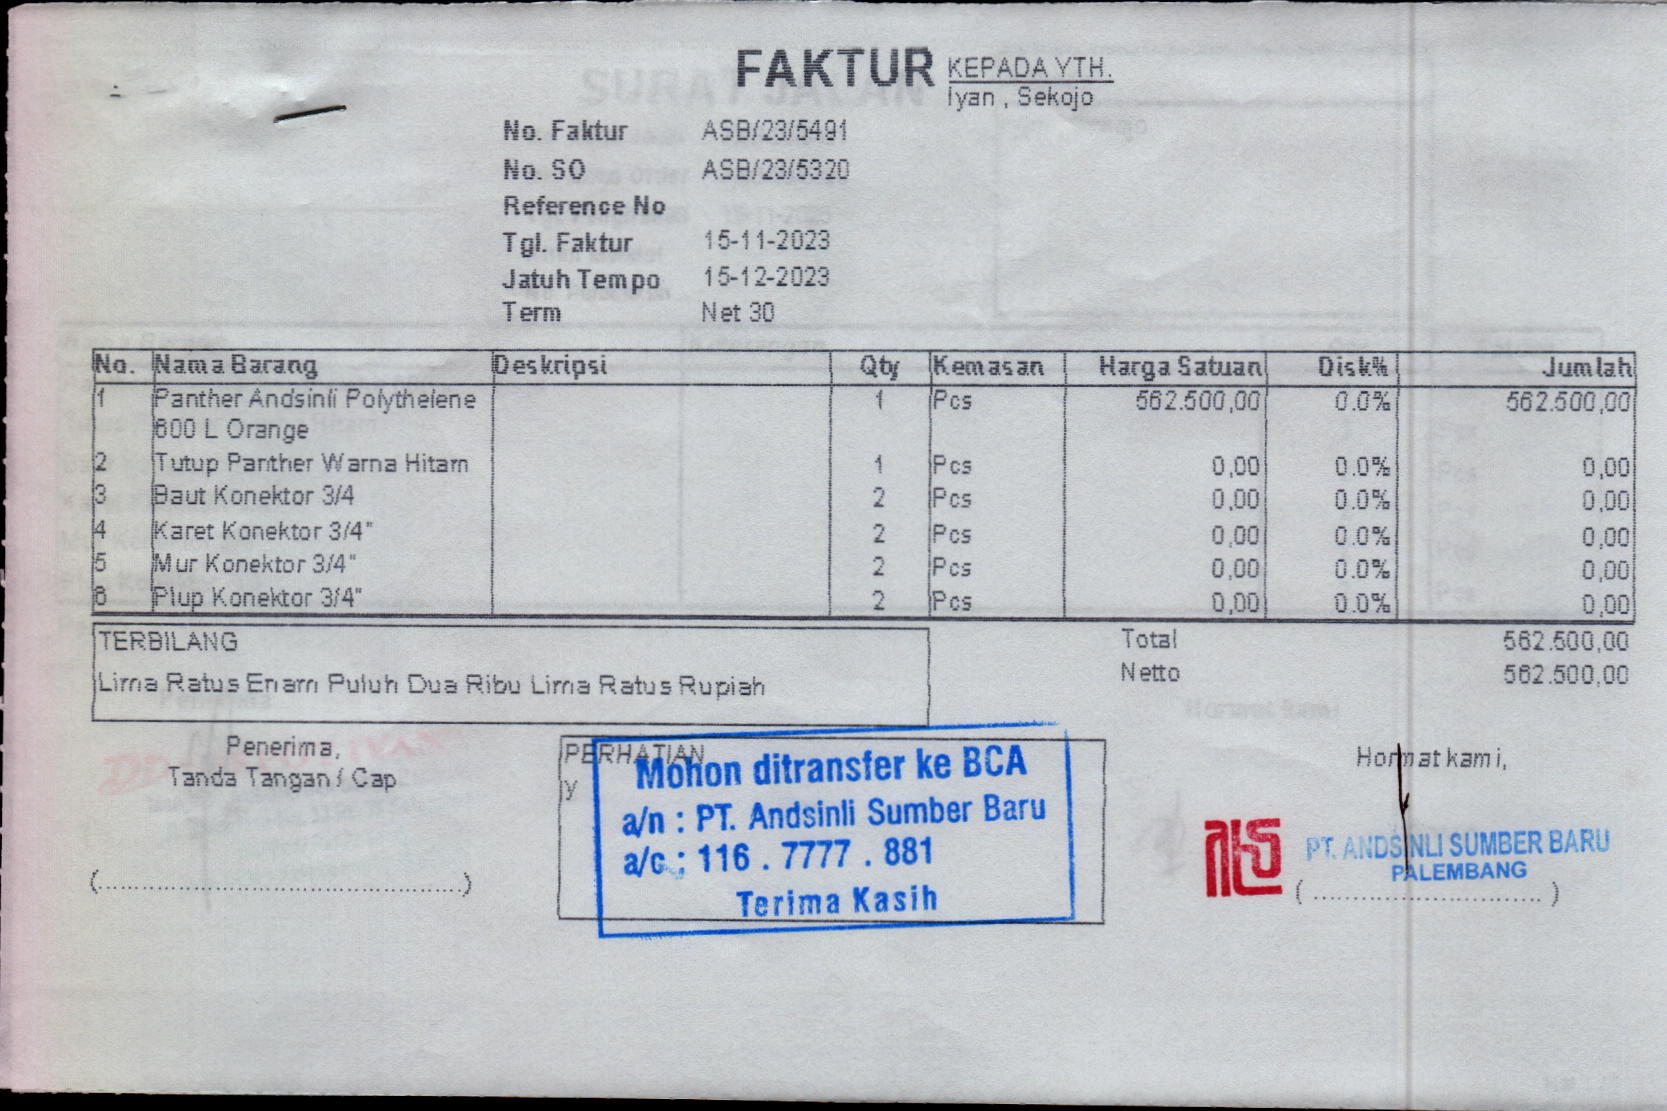 FAKTUR
KEPADA YTH.
Iyan , Sekojo
No. Faktur ASB/23/5491
No. SO ASB/23/5320
Reference No
Tgl. Faktur 15-11-2023
Jatuh Tempo 15-12-2023
Term Net 30
No. Nama Barang Deskripsi Qty Kemasan Harga Satuan Disk% Jumlah
1 Panther Andsinli Polythelene 1 Pcs 562.500,00 0.0% 562.500,00
600 L Orange
2 Tutup Panther Warna Hitam 1 Pcs 0,00 0.0% 0,00
3 Baut Konektor 3/4 2 Pcs 0,00 0.0% 0,00
4 Karet Konektor 3/4" 2 Pcs 0,00 0.0% 0,00
5 Mur Konektor 3/4" 2 Pcs 0,00 0.0% 0,00
6 Plup Konektor 3/4" 2 Pcs 0,00 0.0% 0,00
TERBILANG
Lima Ratus Enam Puluh Dua Ribu Lima Ratus Rupiah
Total 562.500,00
Netto 562.500,00
Penerima,
Tanda Tangan / Cap
(................................................)
PERHATIAN
y
Mohon ditransfer ke BCA
a/n : PT. Andsinli Sumber Baru
a/c : 116 . 7777 . 881
Terima Kasih
Hormat kami,
PT. ANDSINLI SUMBER BARU
PALEMBANG
(..............................)